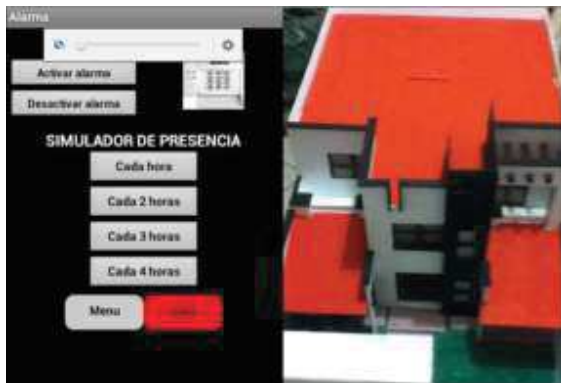 Alarma
Activar alarma
Desactivar alarma
SIMULADOR DE PRESENCIA
Cada hora
Cada 2 horas
Cada 3 horas
Cada 4 horas
Menu